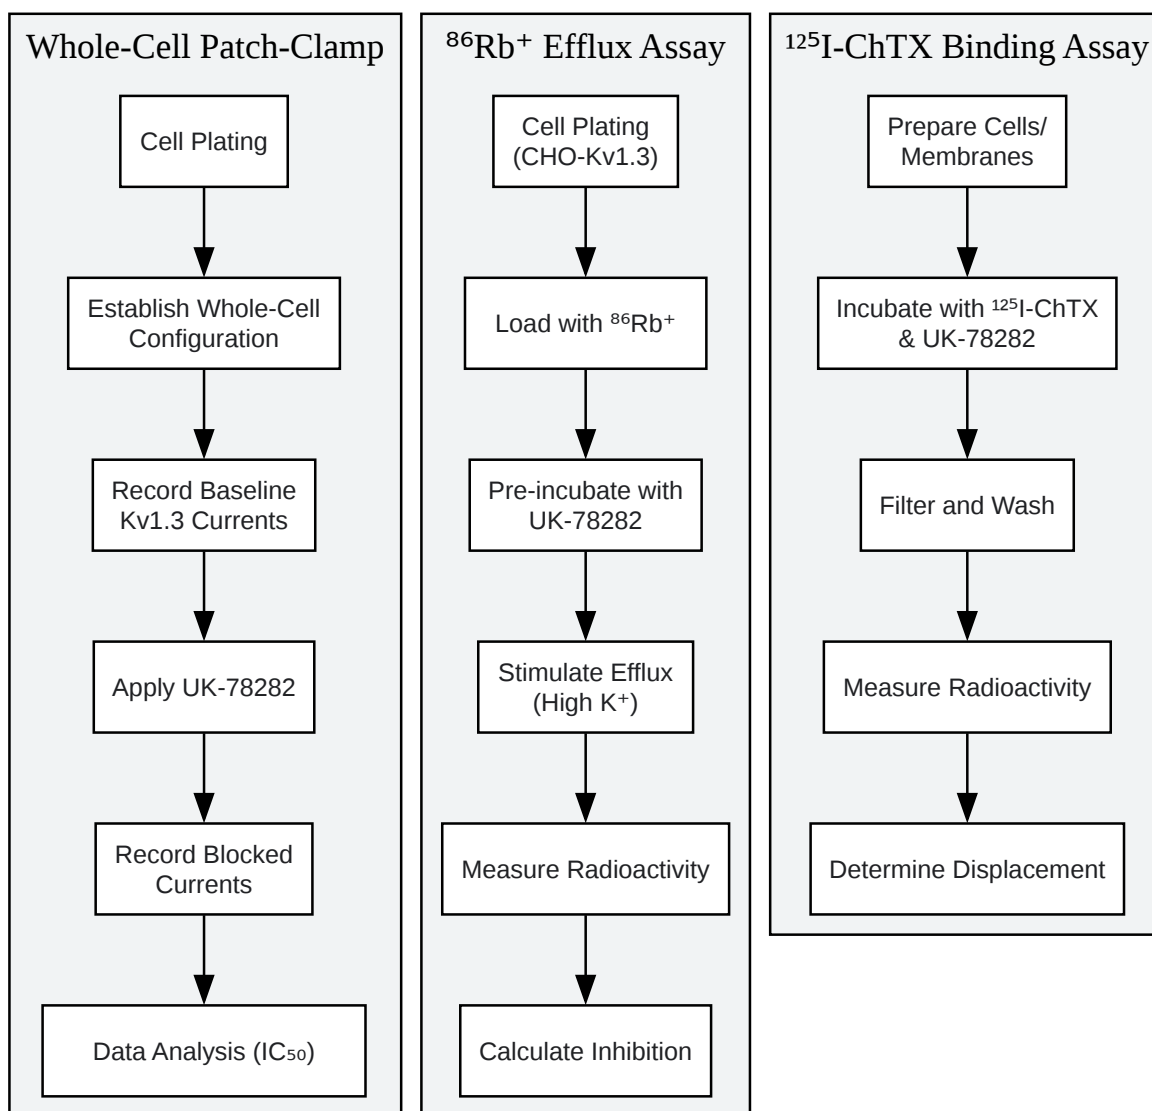 Whole-Cell Patch-Clamp
Cell Plating
Establish Whole-Cell
Configuration
Record Baseline
Kv1.3 Currents
Apply UK-78282
Record Blocked
Currents
Data Analysis (IC₅₀)
⁸⁶Rb⁺ Efflux Assay
Cell Plating
(CHO-Kv1.3)
Load with ⁸⁶Rb⁺
Pre-incubate with
UK-78282
Stimulate Efflux
(High K⁺)
Measure Radioactivity
Calculate Inhibition
¹²⁵I-ChTX Binding Assay
Prepare Cells/
Membranes
Incubate with ¹²⁵I-ChTX
& UK-78282
Filter and Wash
Measure Radioactivity
Determine Displacement